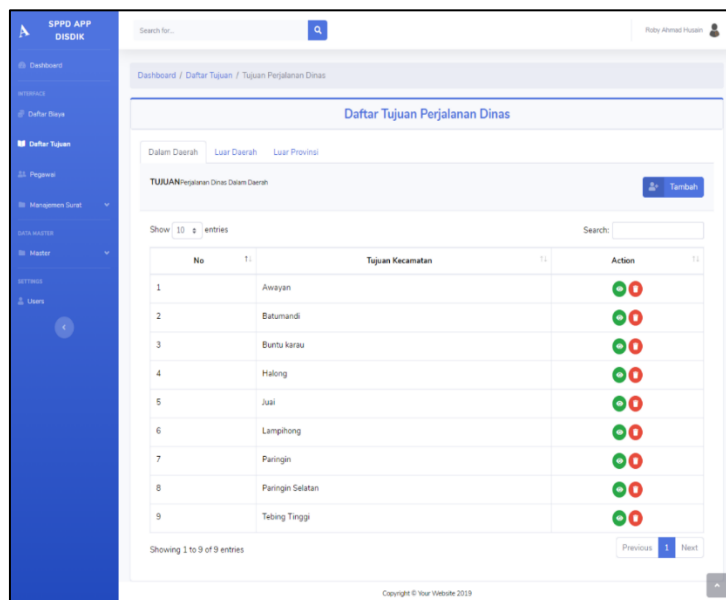 SPPD APP
DISDIK
Dashboard
INTERFACE
Daftar Biaya
Daftar Tujuan
Pegawai
Manajemen Surat
DATA MASTER
Master
SETTINGS
Users
Search for...
Roby Ahmad Husain
Dashboard / Daftar Tujuan / Tujuan Perjalanan Dinas
Daftar Tujuan Perjalanan Dinas
Dalam Daerah Luar Daerah Luar Provinsi
TUJUAN Perjalanan Dinas Dalam Daerah
Tambah
Show 10 entries Search:
No Tujuan Kecamatan Action
1 Awayan
2 Batumandi
3 Buntu karau
4 Halong
5 Juai
6 Lampihong
7 Paringin
8 Paringin Selatan
9 Tebing Tinggi
Showing 1 to 9 of 9 entries
Previous 1 Next
Copyright © Your Website 2019